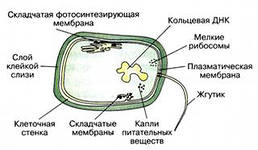 Складчатая фотосинтезирующая
мембрана
Кольцевая ДНК
Мелкие
рибосомы
Слой
клейкой
слизи
Плазматическая
мембрана
Жгутик
Клеточная
стенка
Складчатые
мембраны
Капли
питательных
веществ